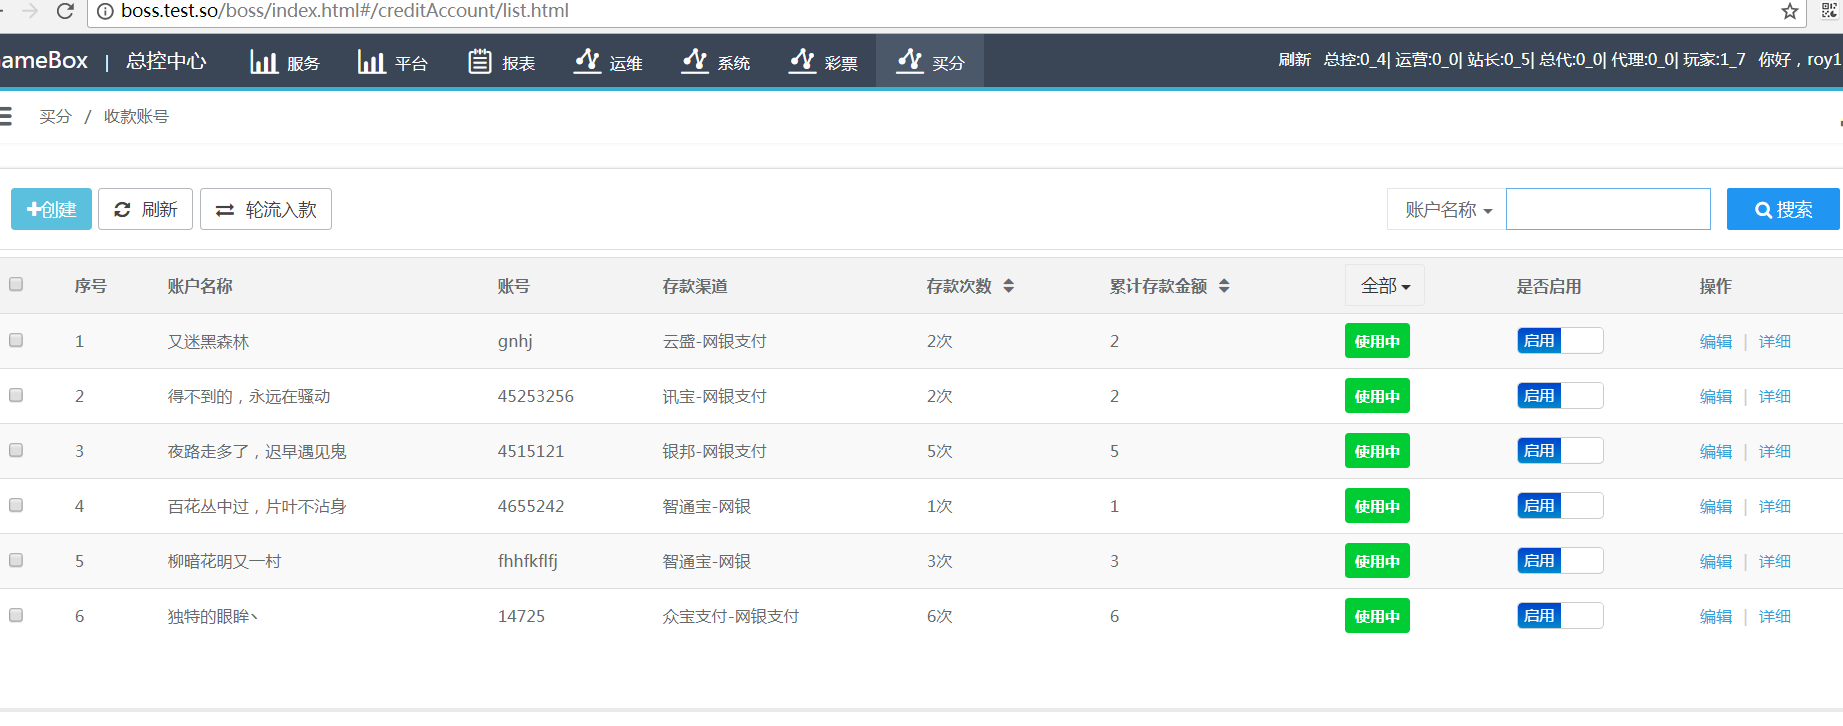 boss.test.so/boss/index.html#/creditAccount/list.html
ameBox | 总控中心 服务 平台 报表 运维 系统 彩票 买分 刷新 总控:0_4| 运营:0_0| 站长:0_5| 总代:0_0| 代理:0_0| 玩家:1_7 你好，roy1
买分 / 收款账号
创建 刷新 轮流入款 账户名称 搜索
序号 账户名称 账号 存款渠道 存款次数 累计存款金额 全部 是否启用 操作
1 又迷黑森林 gnhj 云盛-网银支付 2次 2 使用中 启用 编辑 | 详细
2 得不到的，永远在骚动 45253256 讯宝-网银支付 2次 2 使用中 启用 编辑 | 详细
3 夜路走多了，迟早遇见鬼 4515121 银邦-网银支付 5次 5 使用中 启用 编辑 | 详细
4 百花丛中过，片叶不沾身 4655242 智通宝-网银 1次 1 使用中 启用 编辑 | 详细
5 柳暗花明又一村 fhhfkflfj 智通宝-网银 3次 3 使用中 启用 编辑 | 详细
6 独特的眼眸丶 14725 众宝支付-网银支付 6次 6 使用中 启用 编辑 | 详细